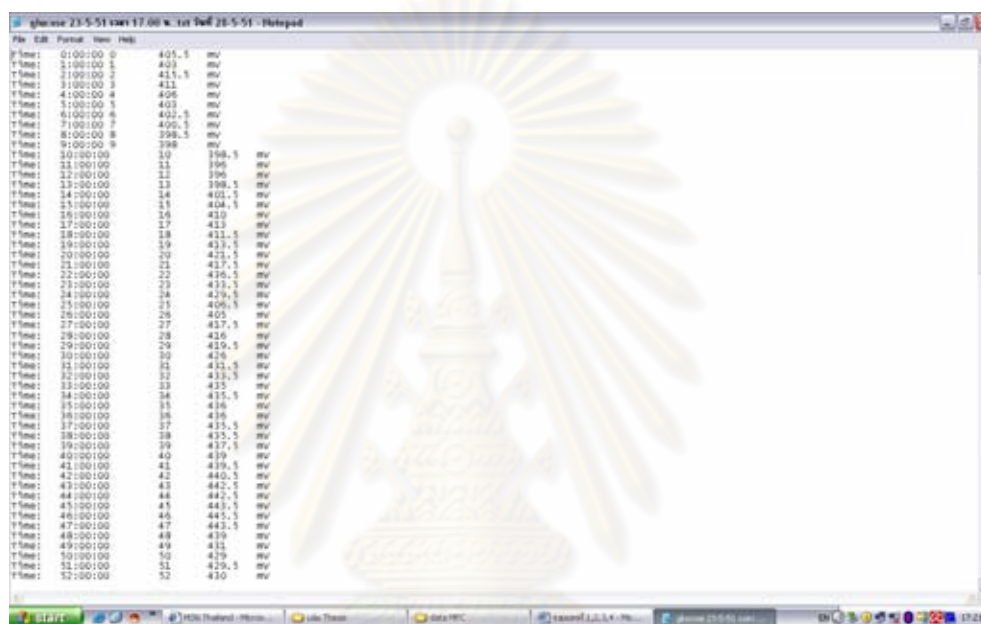 glucose 23-5-51 เวลา 17.00 น..txt วันที่ 28-5-51 - Notepad
File Edit Format View Help
Time: 0:00:00 0 405.5 mV
Time: 1:00:00 1 403 mV
Time: 2:00:00 2 415.5 mV
Time: 3:00:00 3 411 mV
Time: 4:00:00 4 406 mV
Time: 5:00:00 5 403 mV
Time: 6:00:00 6 402.5 mV
Time: 7:00:00 7 400.5 mV
Time: 8:00:00 8 398.5 mV
Time: 9:00:00 9 398 mV
Time: 10:00:00 10 398.5 mV
Time: 11:00:00 11 396 mV
Time: 12:00:00 12 396 mV
Time: 13:00:00 13 398.5 mV
Time: 14:00:00 14 401.5 mV
Time: 15:00:00 15 404.5 mV
Time: 16:00:00 16 410 mV
Time: 17:00:00 17 413 mV
Time: 18:00:00 18 411.5 mV
Time: 19:00:00 19 413.5 mV
Time: 20:00:00 20 421.5 mV
Time: 21:00:00 21 417.5 mV
Time: 22:00:00 22 436.5 mV
Time: 23:00:00 23 433.5 mV
Time: 24:00:00 24 429.5 mV
Time: 25:00:00 25 406.5 mV
Time: 26:00:00 26 405 mV
Time: 27:00:00 27 417.5 mV
Time: 28:00:00 28 416 mV
Time: 29:00:00 29 419.5 mV
Time: 30:00:00 30 426 mV
Time: 31:00:00 31 431.5 mV
Time: 32:00:00 32 433.5 mV
Time: 33:00:00 33 435 mV
Time: 34:00:00 34 435.5 mV
Time: 35:00:00 35 436 mV
Time: 36:00:00 36 436 mV
Time: 37:00:00 37 435.5 mV
Time: 38:00:00 38 435.5 mV
Time: 39:00:00 39 437.5 mV
Time: 40:00:00 40 439 mV
Time: 41:00:00 41 439.5 mV
Time: 42:00:00 42 440.5 mV
Time: 43:00:00 43 442.5 mV
Time: 44:00:00 44 442.5 mV
Time: 45:00:00 45 443.5 mV
Time: 46:00:00 46 445.5 mV
Time: 47:00:00 47 443.5 mV
Time: 48:00:00 48 439 mV
Time: 49:00:00 49 431 mV
Time: 50:00:00 50 429 mV
Time: 51:00:00 51 429.5 mV
Time: 52:00:00 52 430 mV
start Thailand - Micros... Thesis data MFC 1,2,3,4 - Mi... glucose 23-5-51 EN